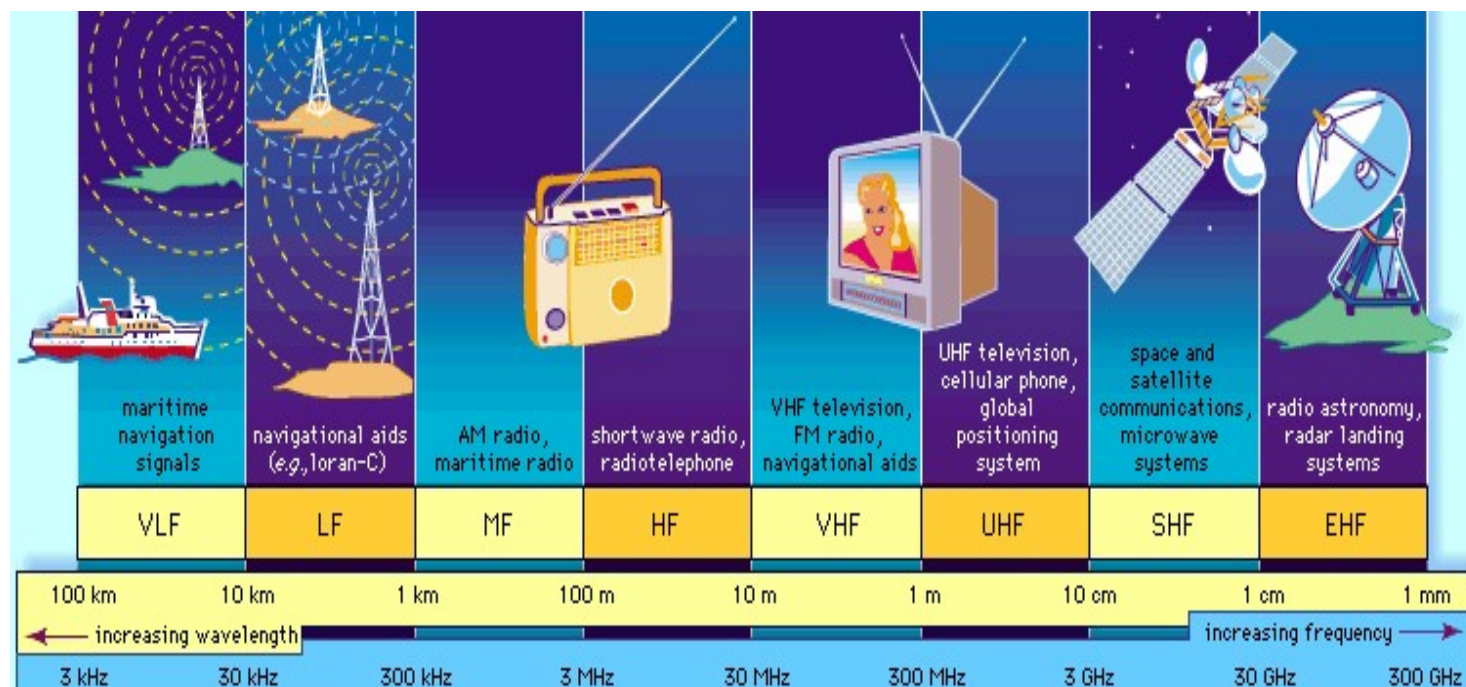 maritime
navigation
signals
navigational aids
(e.g., loran-C)
AM radio,
maritime radio
shortwave radio,
radiotelephone
VHF television,
FM radio,
navigational aids
UHF television,
cellular phone,
global
positioning
system
space and
satellite
communications,
microwave
systems
radio astronomy,
radar landing
systems
VLF LF MF HF VHF UHF SHF EHF
100 km 10 km 1 km 100 m 10 m 1 m 10 cm 1 cm 1 mm
increasing wavelength increasing frequency
3 kHz 30 kHz 300 kHz 3 MHz 30 MHz 300 MHz 3 GHz 30 GHz 300 GHz